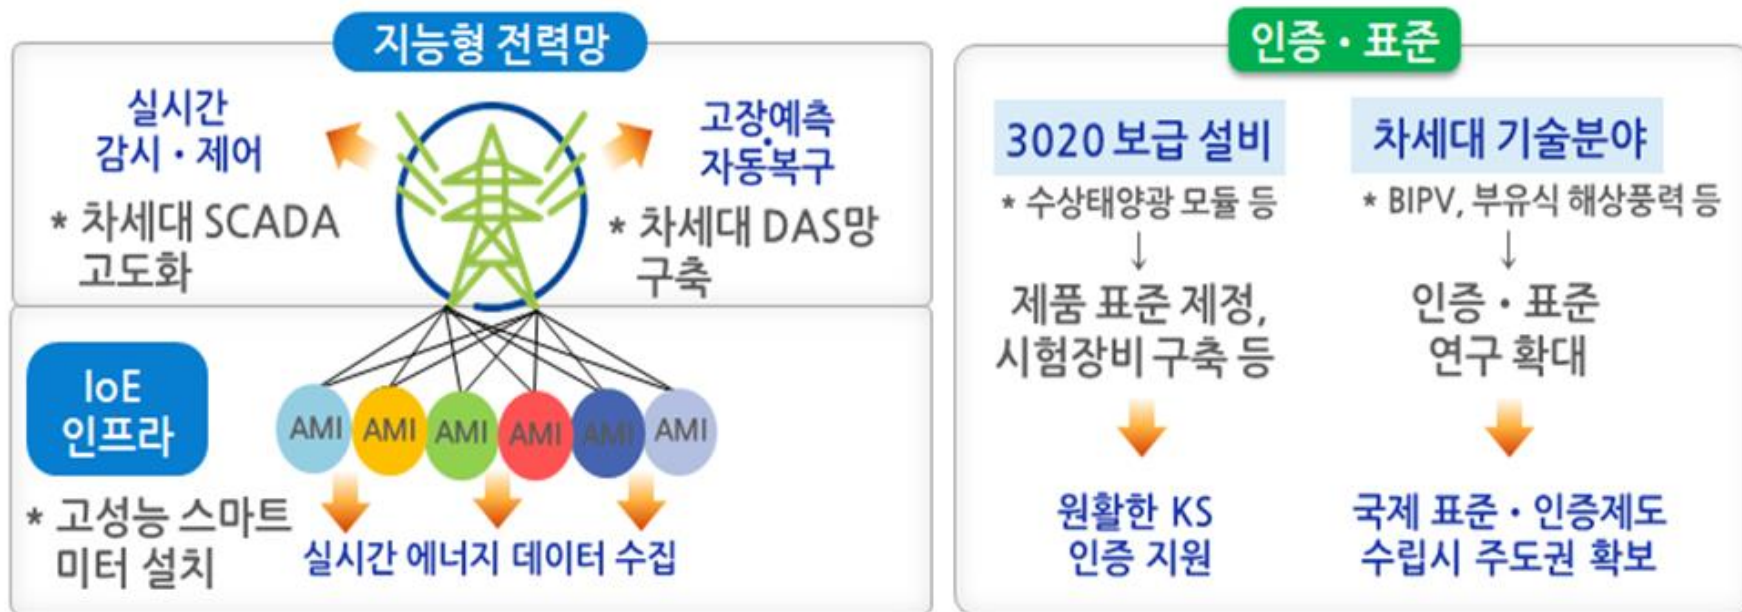 지능형 전력망
실시간
감시・제어
* 차세대 SCADA
고도화
고장예측
・
자동복구
* 차세대 DAS망
구축
IoE
인프라
* 고성능 스마트
미터 설치
AMI AMI AMI AMI AMI AMI
실시간 에너지 데이터 수집
인증・표준
3020 보급 설비
* 수상태양광 모듈 등
↓
제품 표준 제정,
시험장비 구축 등
원활한 KS
인증 지원
차세대 기술분야
* BIPV, 부유식 해상풍력 등
↓
인증・표준
연구 확대
국제 표준・인증제도
수립시 주도권 확보